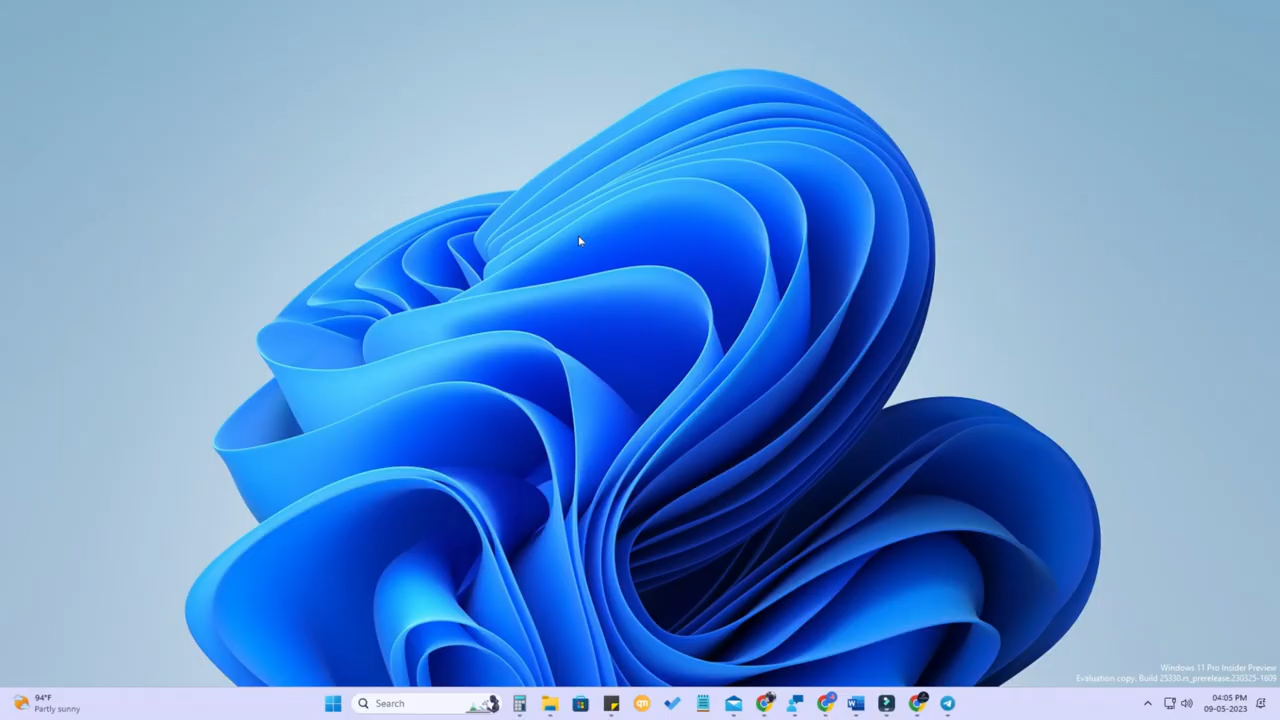 Windows 11 Pro Insider Preview
Evaluation copy. Build 25330.rs_prerelease.230325-1609
94°F
Partly sunny
Search
04:05 PM
09-05-2023